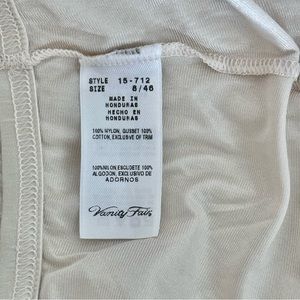 STYLE 15-712
SIZE 8/46
MADE IN
HONDURAS
HECHO EN
HONDURAS
100% NYLON, GUSSET 100%
COTTON, EXCLUSIVE OF TRIM
100%NYLON,ESCUDETE 100%
ALGODON, EXCLUSIVO DE
ADORNOS
Vanity Fair